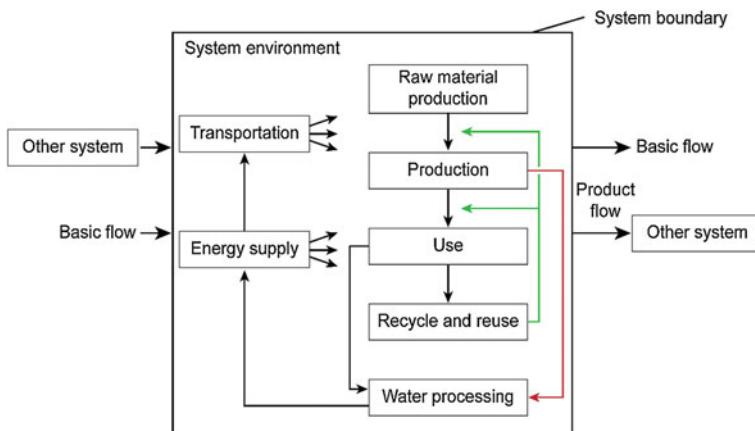 System boundary
System environment
Raw material
production
Transportation
Other system
Basic flow
Production
Product
flow
Basic flow
Energy supply
Use
Other system
Recycle and reuse
Water processing